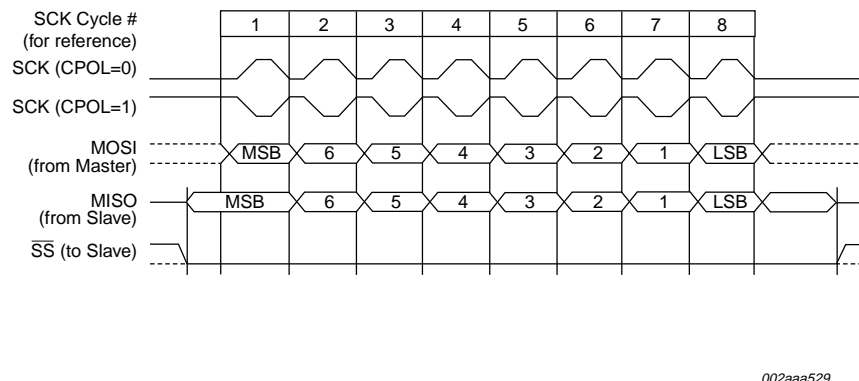 SCK Cycle # 1 2 3 4 5 6 7 8
(for reference)
SCK (CPOL=0)
SCK (CPOL=1)
MOSI MSB 6 5 4 3 2 1 LSB
(from Master)
MISO MSB 6 5 4 3 2 1 LSB
(from Slave)
SS (to Slave)
002aaa529